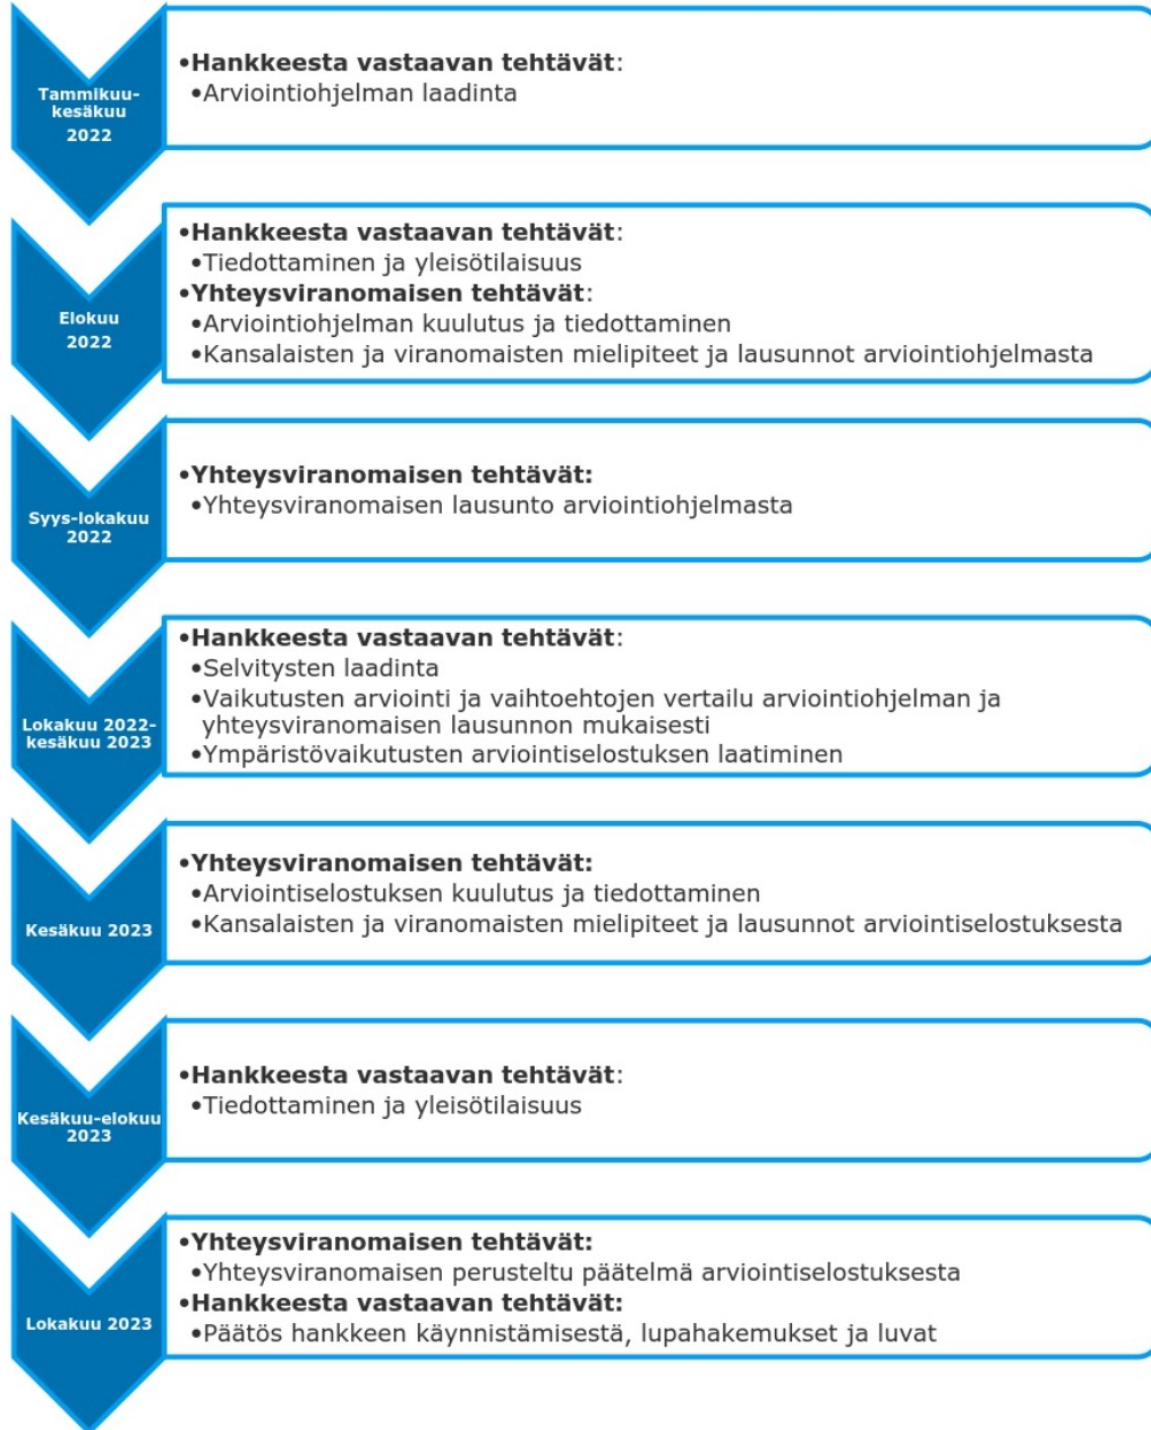 Tammikuu-
kesäkuu
2022
•Hankkeesta vastaavan tehtävät:
•Arviointiohjelman laadinta
Elokuu
2022
•Hankkeesta vastaavan tehtävät:
•Tiedottaminen ja yleisötilaisuus
•Yhteysviranomaisen tehtävät:
•Arviointiohjelman kuulutus ja tiedottaminen
•Kansalaisten ja viranomaisten mielipiteet ja lausunnot arviointiohjelmasta
Syys-lokakuu
2022
•Yhteysviranomaisen tehtävät:
•Yhteysviranomaisen lausunto arviointiohjelmasta
Lokakuu 2022-
kesäkuu 2023
•Hankkeesta vastaavan tehtävät:
•Selvitysten laadinta
•Vaikutusten arviointi ja vaihtoehtojen vertailu arviointiohjelman ja
yhteysviranomaisen lausunnon mukaisesti
•Ympäristövaikutusten arviointiselostuksen laatiminen
Kesäkuu 2023
•Yhteysviranomaisen tehtävät:
•Arviointiselostuksen kuulutus ja tiedottaminen
•Kansalaisten ja viranomaisten mielipiteet ja lausunnot arviointiselostuksesta
Kesäkuu-elokuu
2023
•Hankkeesta vastaavan tehtävät:
•Tiedottaminen ja yleisötilaisuus
Lokakuu 2023
•Yhteysviranomaisen tehtävät:
•Yhteysviranomaisen perusteltu päätelmä arviointiselostuksesta
•Hankkeesta vastaavan tehtävät:
•Päätös hankkeen käynnistämisestä, lupahakemukset ja luvat